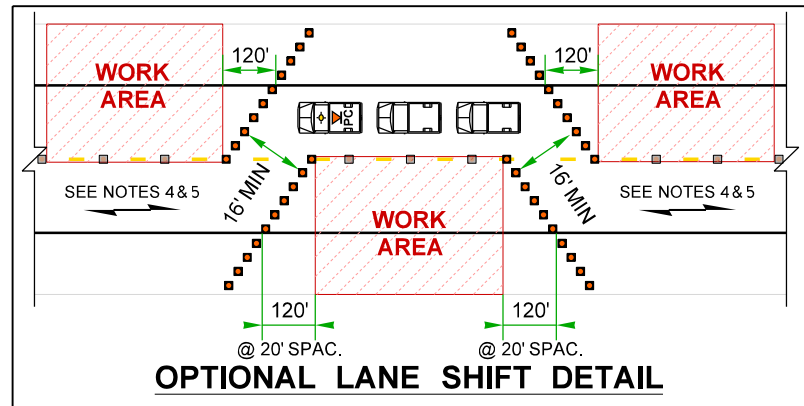 120'
120'
WORK
AREA
WORK
AREA
PC
16' MIN
16' MIN
SEE NOTES 4 & 5
SEE NOTES 4 & 5
WORK
AREA
120'
120'
@ 20' SPAC.
@ 20' SPAC.
OPTIONAL LANE SHIFT DETAIL